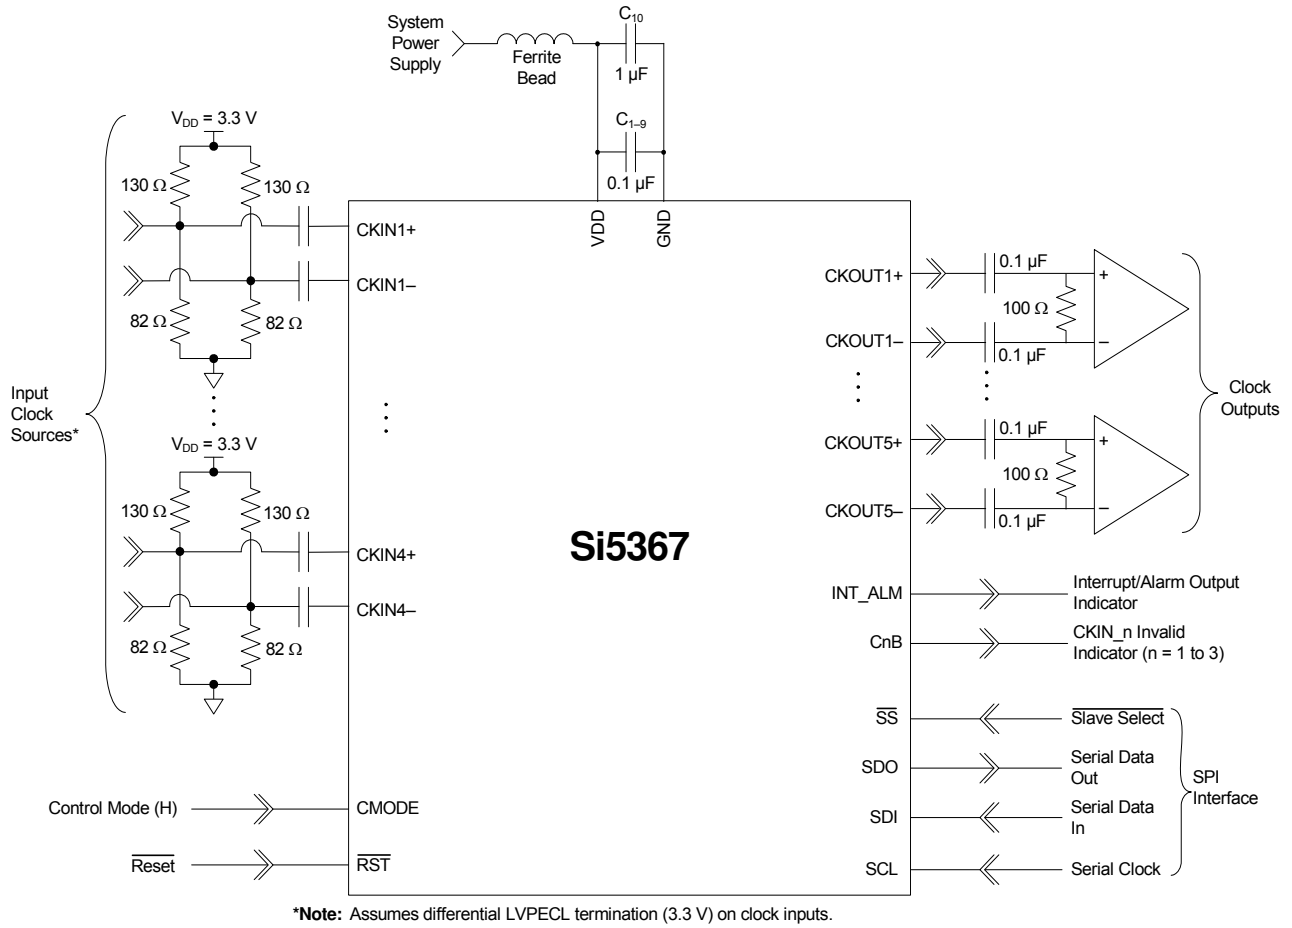 System
Power
Supply
Ferrite
Bead
C10
1 µF
C1–9
0.1 µF
VDD
GND
Input
Clock
Sources*
VDD = 3.3 V
130 Ω
130 Ω
82 Ω
82 Ω
VDD = 3.3 V
130 Ω
130 Ω
82 Ω
82 Ω
CKIN1+
CKIN1–
CKIN4+
CKIN4–
Control Mode (H)
CMODE
Reset
RST
Si5367
CKOUT1+
0.1 µF
+
100 Ω
CKOUT1–
–
0.1 µF
CKOUT5+
0.1 µF
+
100 Ω
CKOUT5–
–
0.1 µF
Clock
Outputs
INT_ALM
Interrupt/Alarm Output
Indicator
CnB
CKIN_n Invalid
Indicator (n = 1 to 3)
SS
Slave Select
SDO
Serial Data
Out
SDI
Serial Data
In
SCL
Serial Clock
SPI
Interface
*Note: Assumes differential LVPECL termination (3.3 V) on clock inputs.